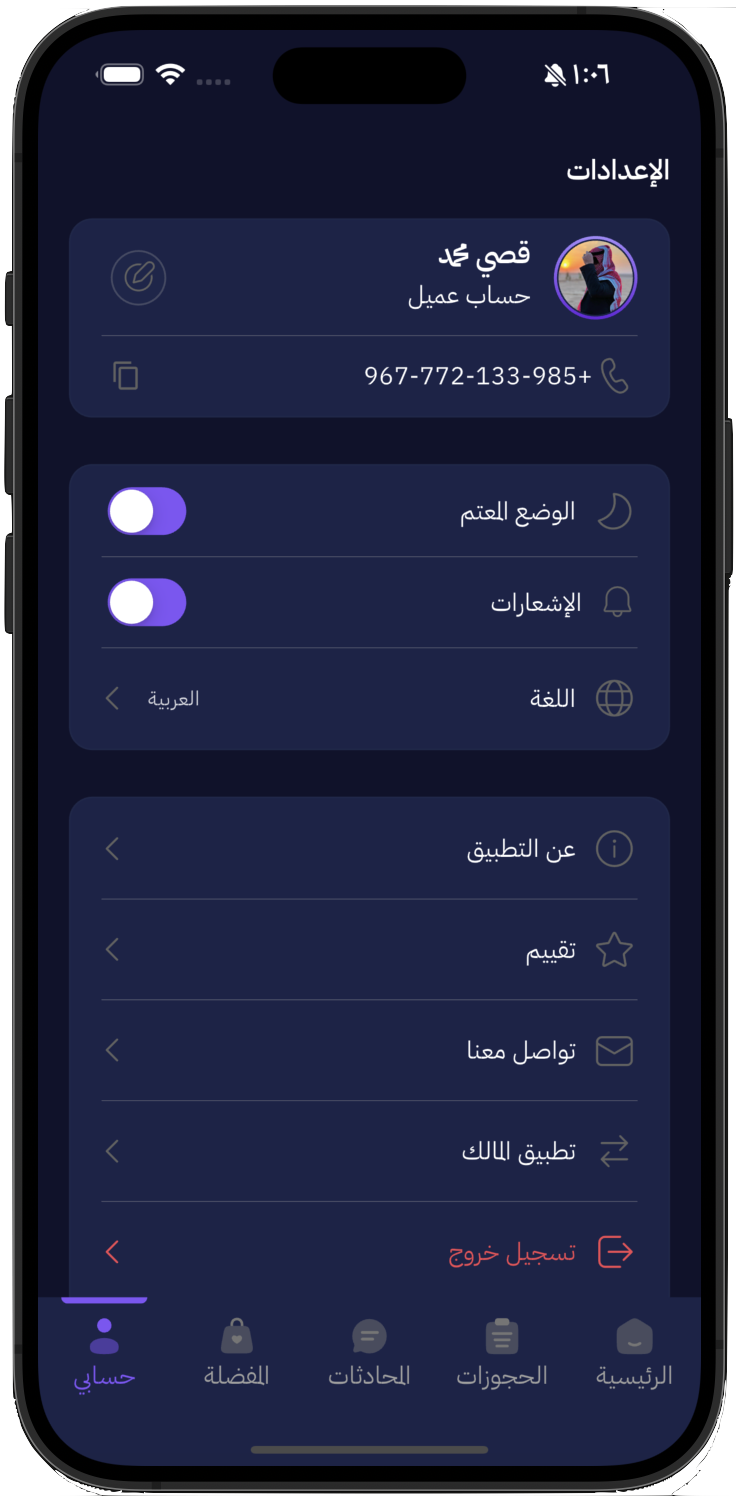 ١:٠٦
الإعدادات
قصي محمد
حساب عميل
967-772-133-985+
الوضع المعتم
الإشعارات
اللغة
العربية
عن التطبيق
تقييم
تواصل معنا
تطبيق المالك
تسجيل خروج
الرئيسية
الحجوزات
المحادثات
المفضلة
حسابي